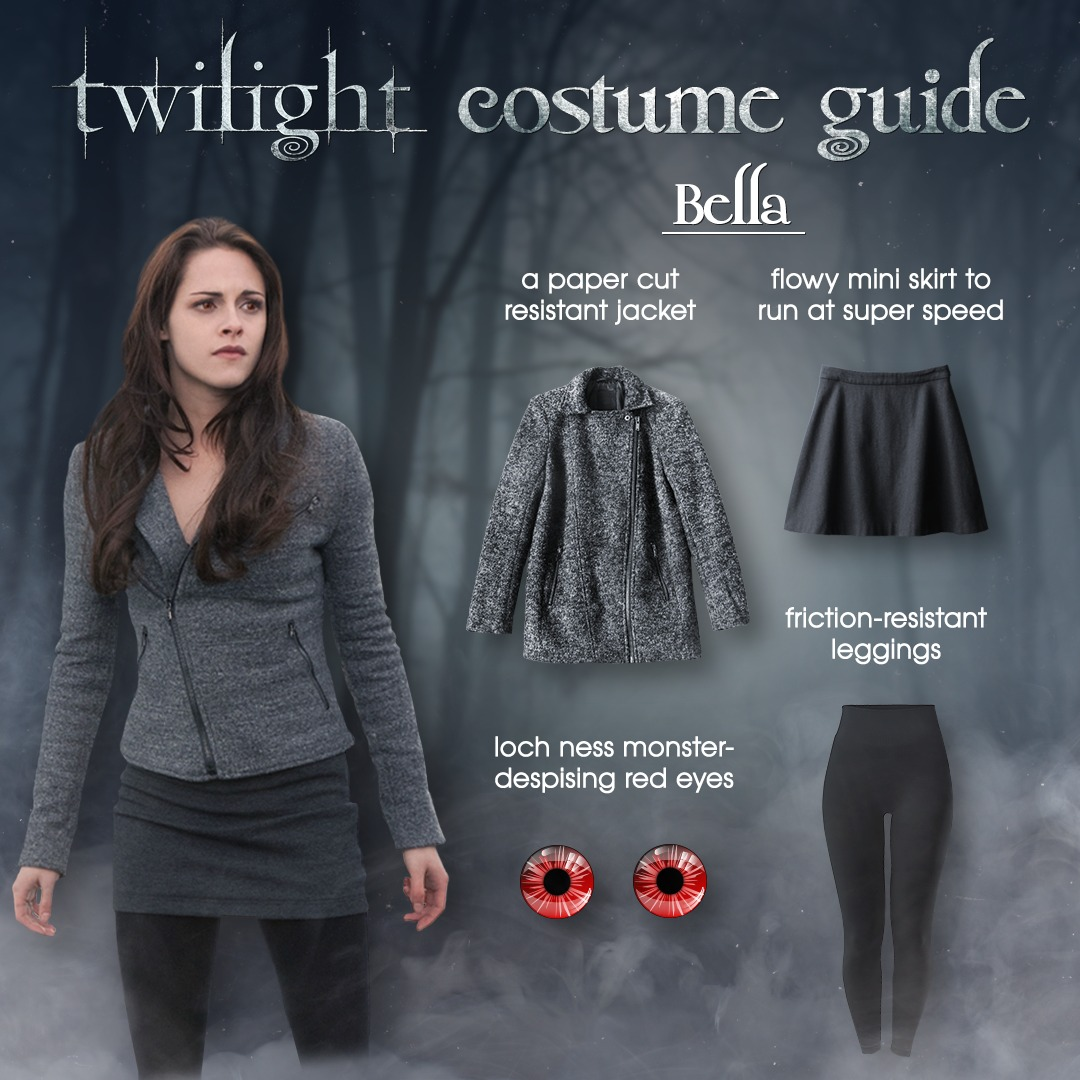 twilight costume guide
Bella
a paper cut
resistant jacket
flowy mini skirt to
run at super speed
friction-resistant
leggings
loch ness monster-
despising red eyes